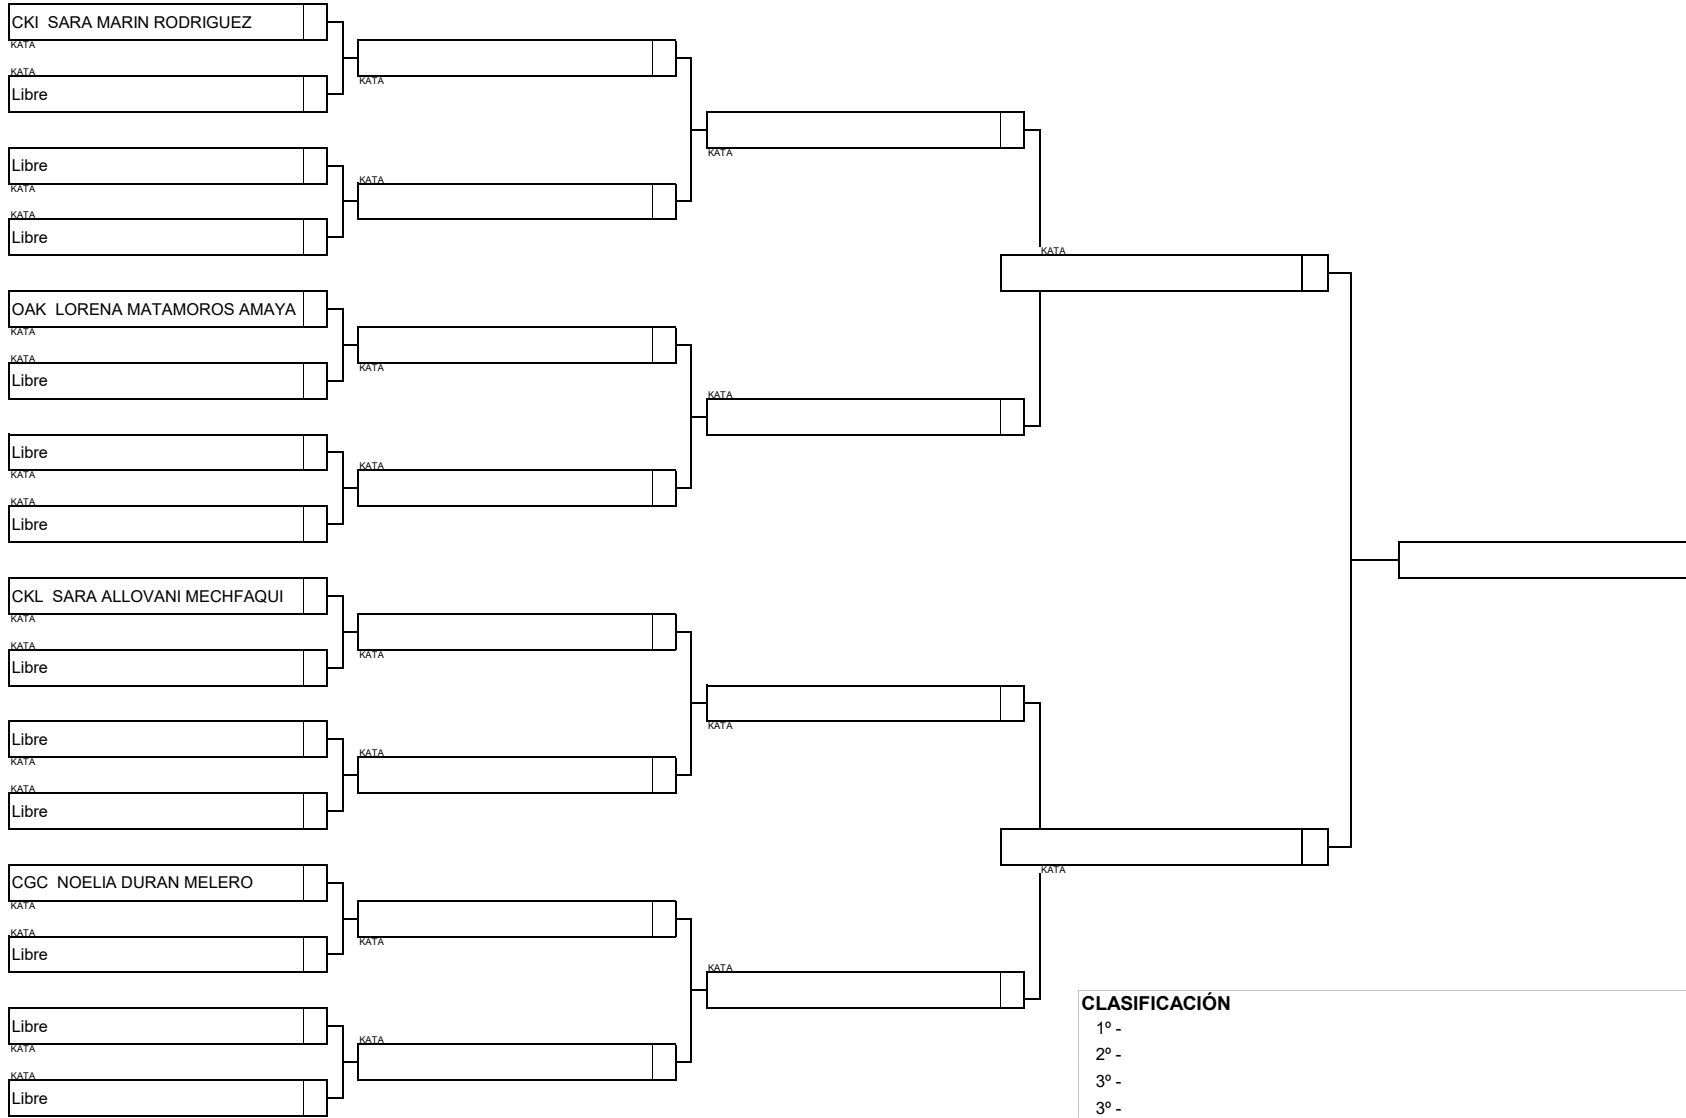 CKI  SARA MARIN RODRIGUEZ
KATA
KATA
KATA
Libre
KATA
Libre
KATA
KATA
KATA
Libre
KATA
OAK  LORENA MATAMOROS AMAYA
KATA
KATA
KATA
Libre
KATA
Libre
KATA
KATA
KATA
Libre
CKL  SARA ALLOVANI MECHFAQUI
KATA
KATA
KATA
Libre
KATA
Libre
KATA
KATA
KATA
Libre
KATA
CGC  NOELIA DURAN MELERO
KATA
KATA
KATA
Libre
KATA
Libre
KATA
KATA
KATA
Libre
CLASIFICACIÓN
1º -
2º -
3º -
3º -